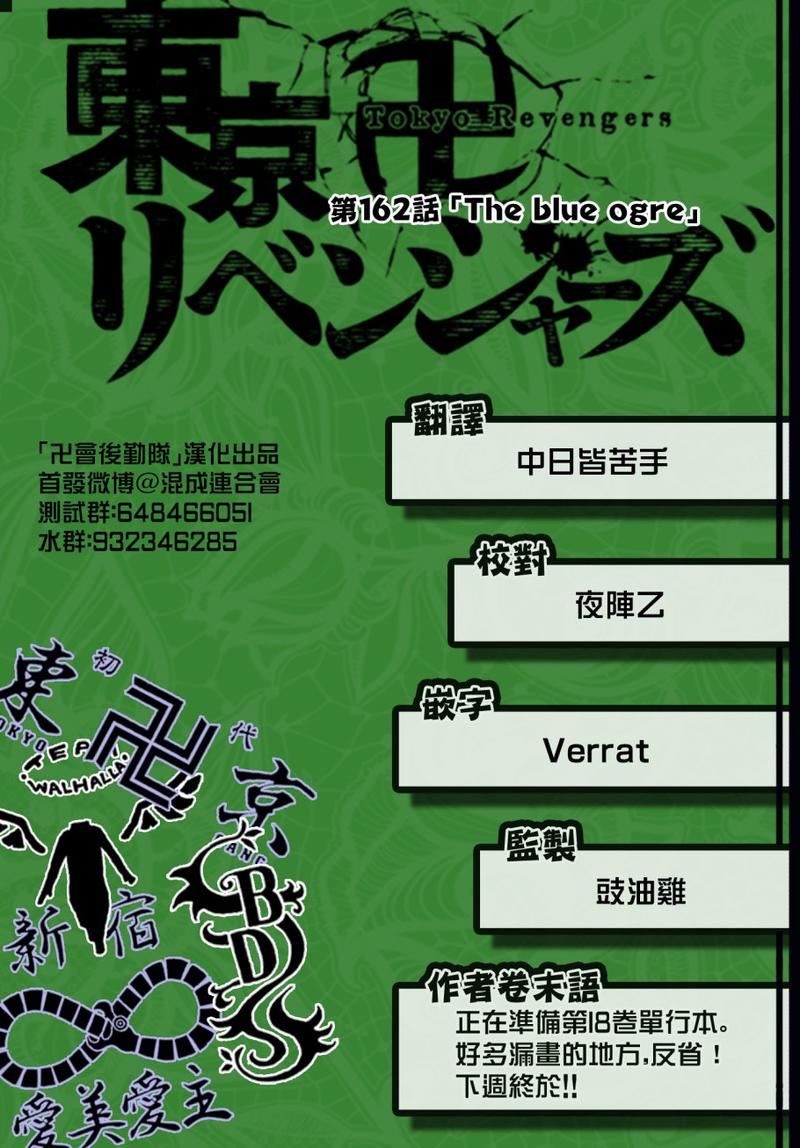 東京卍
Tokyo Revengers
第162話「The blue ogre」
リベンジャーズ
「卍會後勤隊」漢化出品
首發微博@混成連合會
測試群:648466051
水群:932346285
翻譯
中日皆苦手
校對
夜陣乙
嵌字
Verrat
監製
豉油雞
作者卷末語
正在準備第18卷單行本。
好多漏畫的地方,反省！
下週終於!!
初
卍
代
東
京
WALHALLA
BD
新宿
愛美愛主